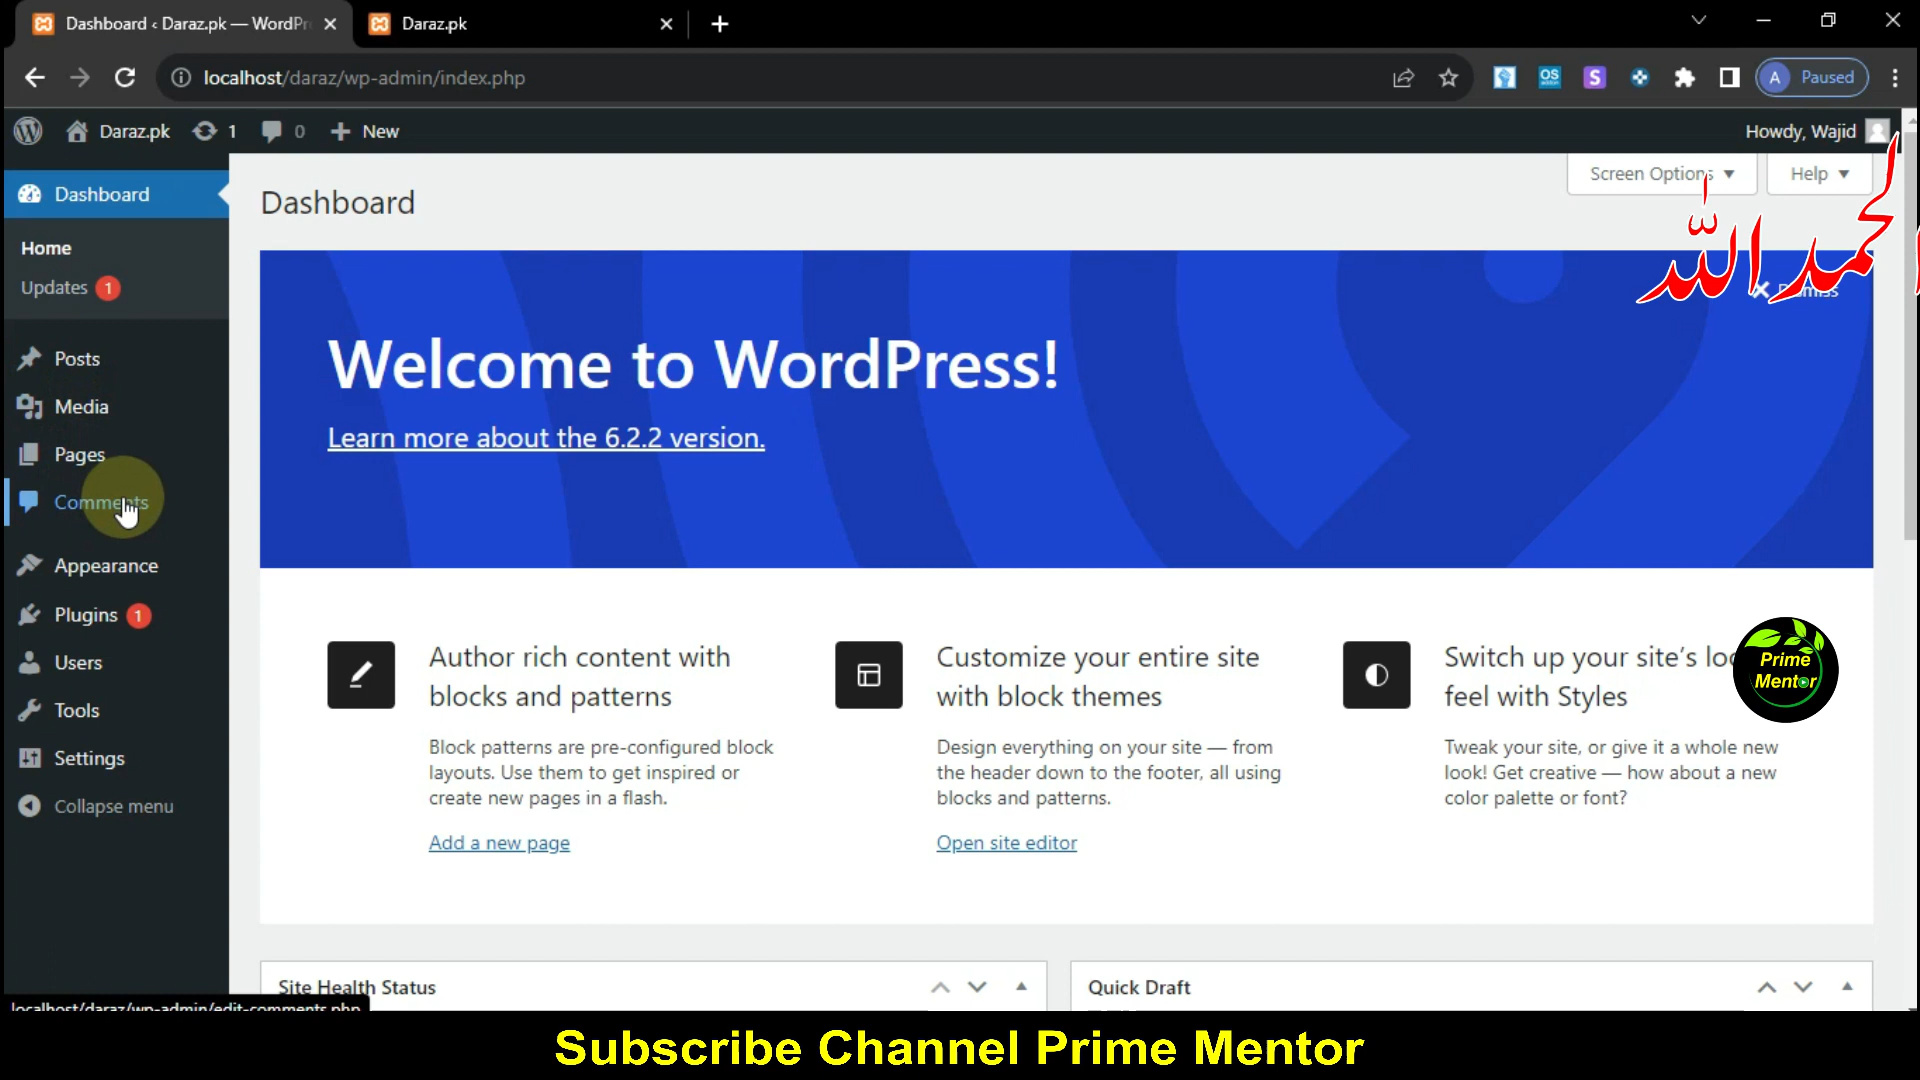 Dashboard ‹ Daraz.pk — WordPr
Daraz.pk
localhost/daraz/wp-admin/index.php
OS
S
A Paused
Daraz.pk 1 0 New
Howdy, Wajid
Screen Options
Help
الحمد اللہ
Dashboard
Home
Updates 1
Posts
Media
Pages
Comments
Appearance
Plugins 1
Users
Tools
Settings
Collapse menu
Dashboard
Dismiss
Welcome to WordPress!
Learn more about the 6.2.2 version.
Author rich content with
blocks and patterns
Block patterns are pre-configured block
layouts. Use them to get inspired or
create new pages in a flash.
Add a new page
Customize your entire site
with block themes
Design everything on your site — from
the header down to the footer, all using
blocks and patterns.
Open site editor
Switch up your site’s lo
feel with Styles
Tweak your site, or give it a whole new
look! Get creative — how about a new
color palette or font?
Prime
Mentor
Site Health Status
Quick Draft
localhost/daraz/wp-admin/edit-comments.php
Subscribe Channel Prime Mentor